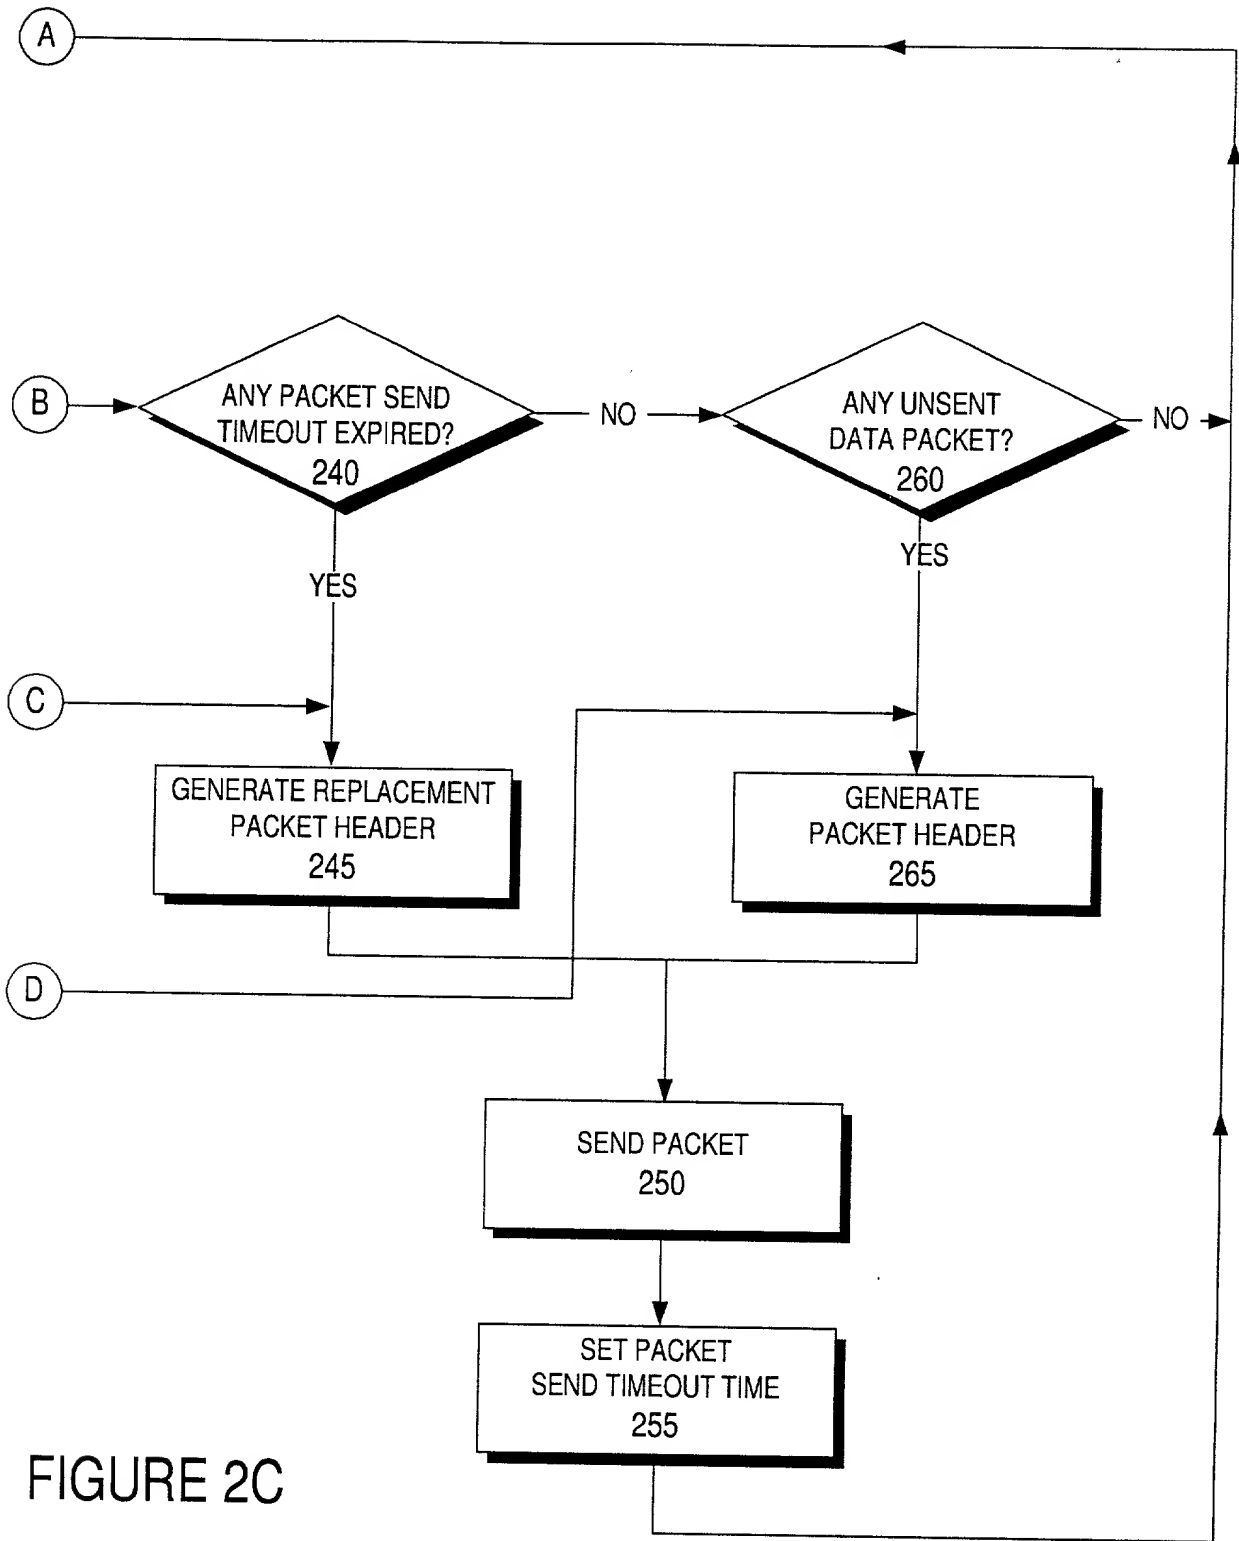 A
B
ANY PACKET SEND
TIMEOUT EXPIRED?
240
NO
ANY UNSENT
DATA PACKET?
260
NO
YES
YES
C
GENERATE REPLACEMENT
PACKET HEADER
245
GENERATE
PACKET HEADER
265
D
SEND PACKET
250
SET PACKET
SEND TIMEOUT TIME
255
FIGURE 2C